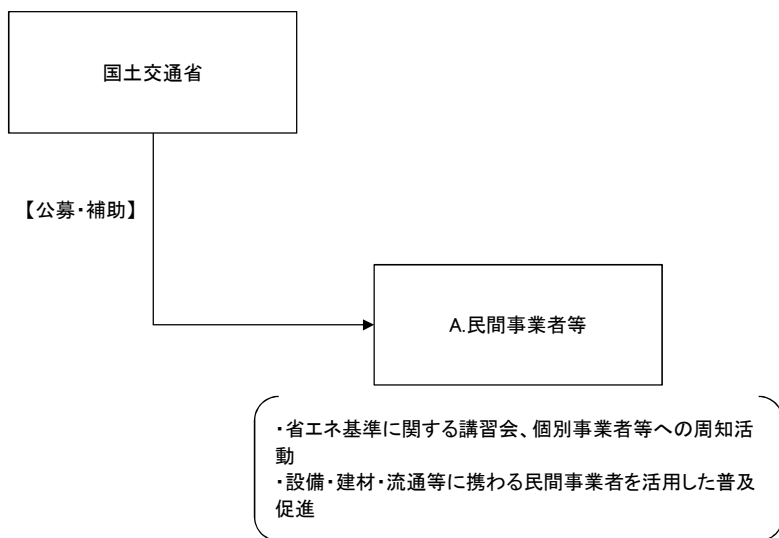 国土交通省
【公募・補助】
A.民間事業者等
・省エネ基準に関する講習会、個別事業者等への周知活
動
・設備・建材・流通等に携わる民間事業者を活用した普及
促進